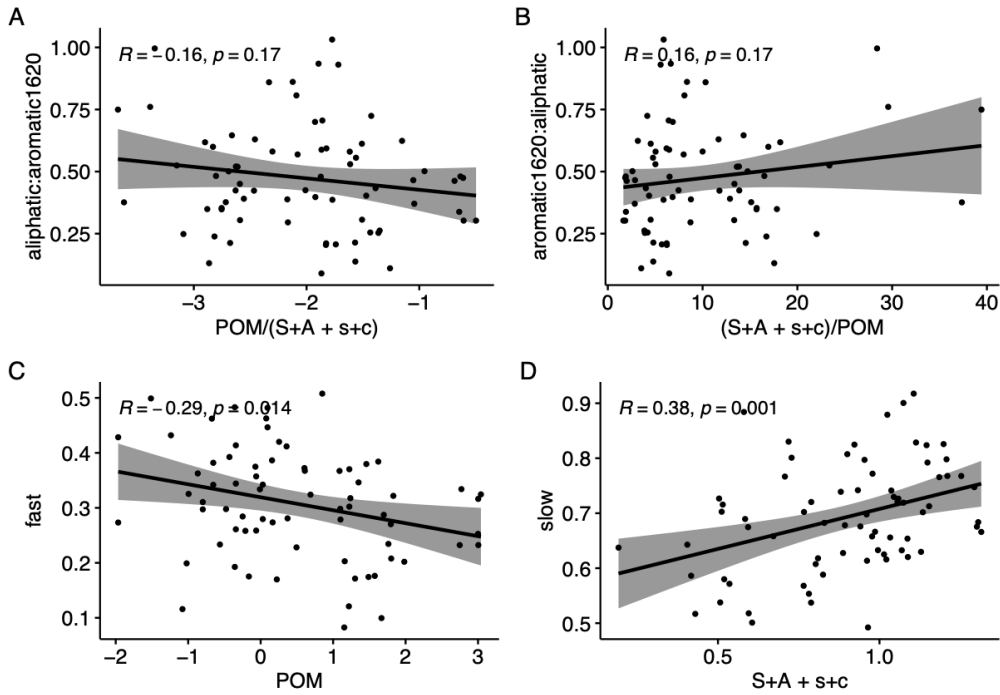 A
R = −0.16, p = 0.17
aliphatic:aromatic1620
1.00
0.75
0.50
0.25
−3 −2 −1
POM/(S+A + s+c)
B
R = 0.16, p = 0.17
aromatic1620:aliphatic
1.00
0.75
0.50
0.25
0 10 20 30 40
(S+A + s+c)/POM
C
R = −0.29, p = 0.014
fast
0.5
0.4
0.3
0.2
0.1
−2 −1 0 1 2 3
POM
D
R = 0.38, p = 0.001
slow
0.9
0.8
0.7
0.6
0.5
0.5 1.0
S+A + s+c